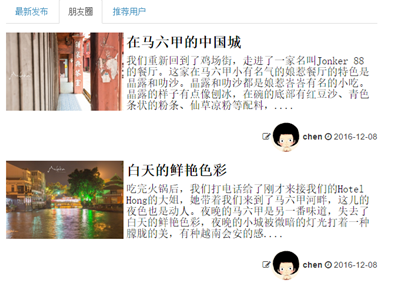 最新发布 朋友圈 推荐用户
在马六甲的中国城
我们重新回到了鸡场街，走进了一家名叫Jonker 88
的餐厅。这家在马六甲小有名气的娘惹餐厅的特色是
晶露和叻沙。晶露和叻沙都是娘惹峇峇有名的小吃。
晶露的样子有点像刨冰，在碗的底部有红豆沙、青色
条状的粉条、仙草凉粉等配料，....
chen 2016-12-08
白天的鲜艳色彩
吃完火锅后，我们打电话给了刚才来接我们的Hotel
Hong的大姐，她带着我们来到了马六甲河畔，这儿的
夜色也是动人。夜晚的马六甲是另一番味道，失去了
白天的鲜艳色彩，夜晚的小城被微暗的灯光打着一种
朦胧的美，有种越南会安的感....
chen 2016-12-08